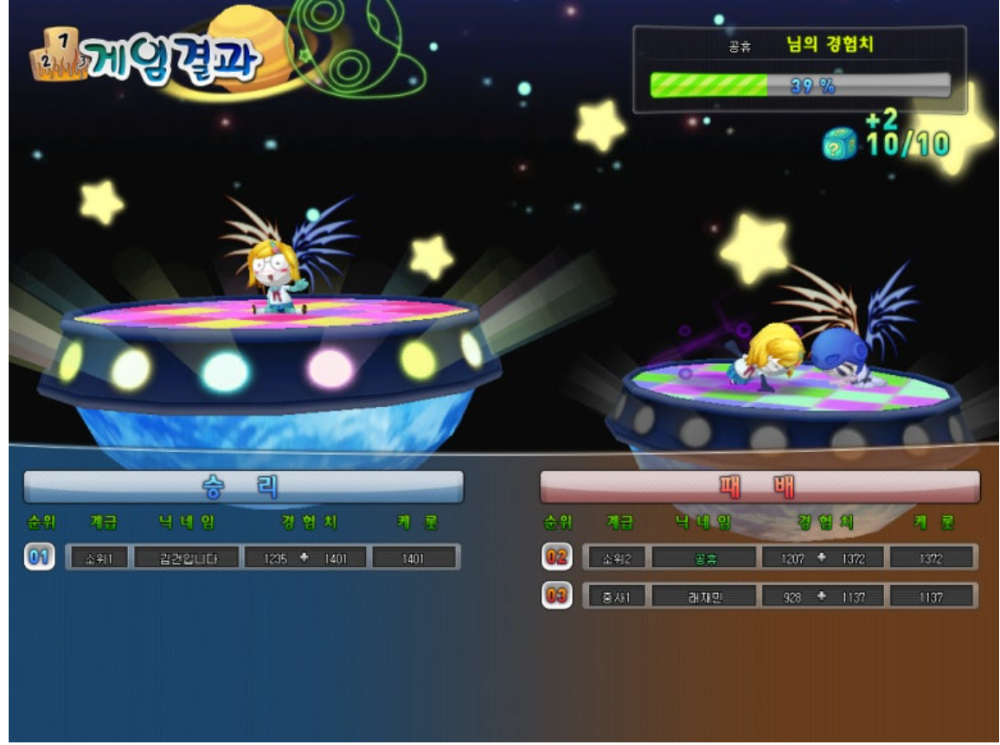 1
2
3
게임결과
공휴 님의 경험치
39 %
+2
?
10/10
승 리
순위 계급 닉네임 경험치 케롯
01 소위1 김건입니다 1235 + 1401 1401
패 배
순위 계급 닉네임 경험치 케롯
02 소위2 공휴 1207 + 1372 1372
03 중사1 래재민 928 + 1137 1137